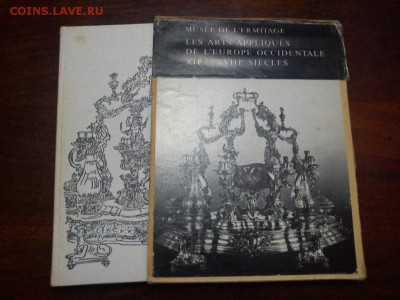 COINS.LAVE.RU
MUSÉE DE L'ERMITAGE
LES ARTS APPLIQUÉS
DE L'EUROPE OCCIDENTALE
SIÈCLES